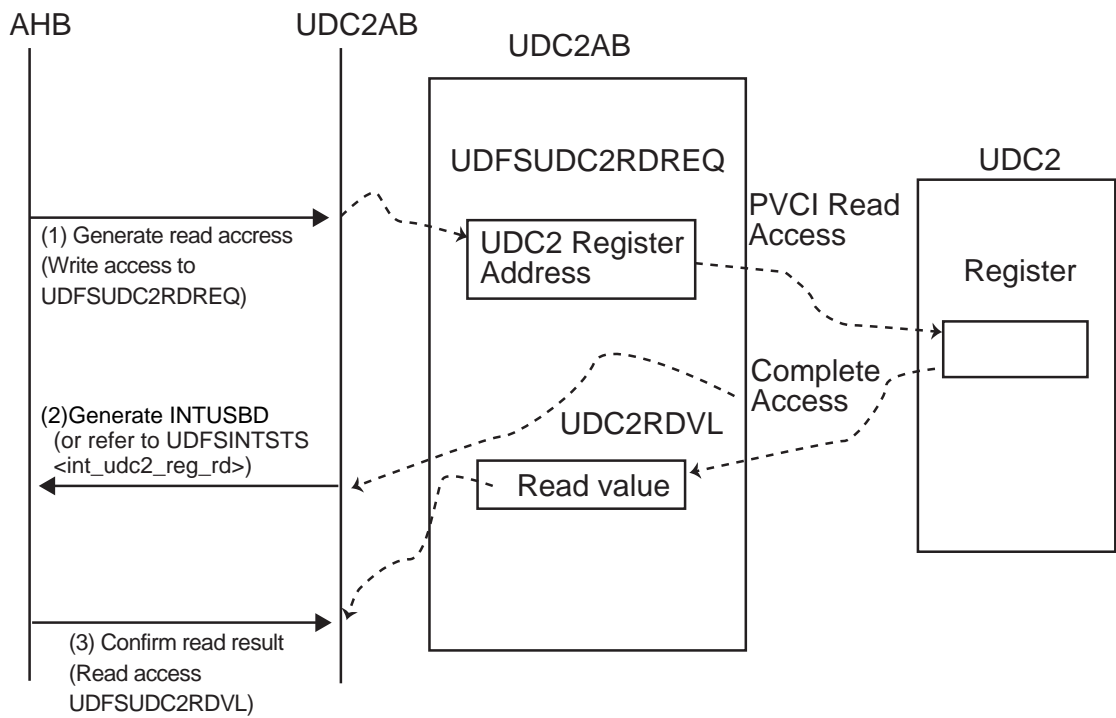 AHB
UDC2AB
UDC2AB
UDFSUDC2RDREQ
UDC2
PVCI Read
Access
(1) Generate read accress
(Write access to
UDFSUDC2RDREQ)
UDC2 Register
Address
Register
Complete
Access
(2)Generate INTUSBD
(or refer to UDFSINTSTS
<int_udc2_reg_rd>)
UDC2RDVL
Read value
(3) Confirm read result
(Read access
UDFSUDC2RDVL)